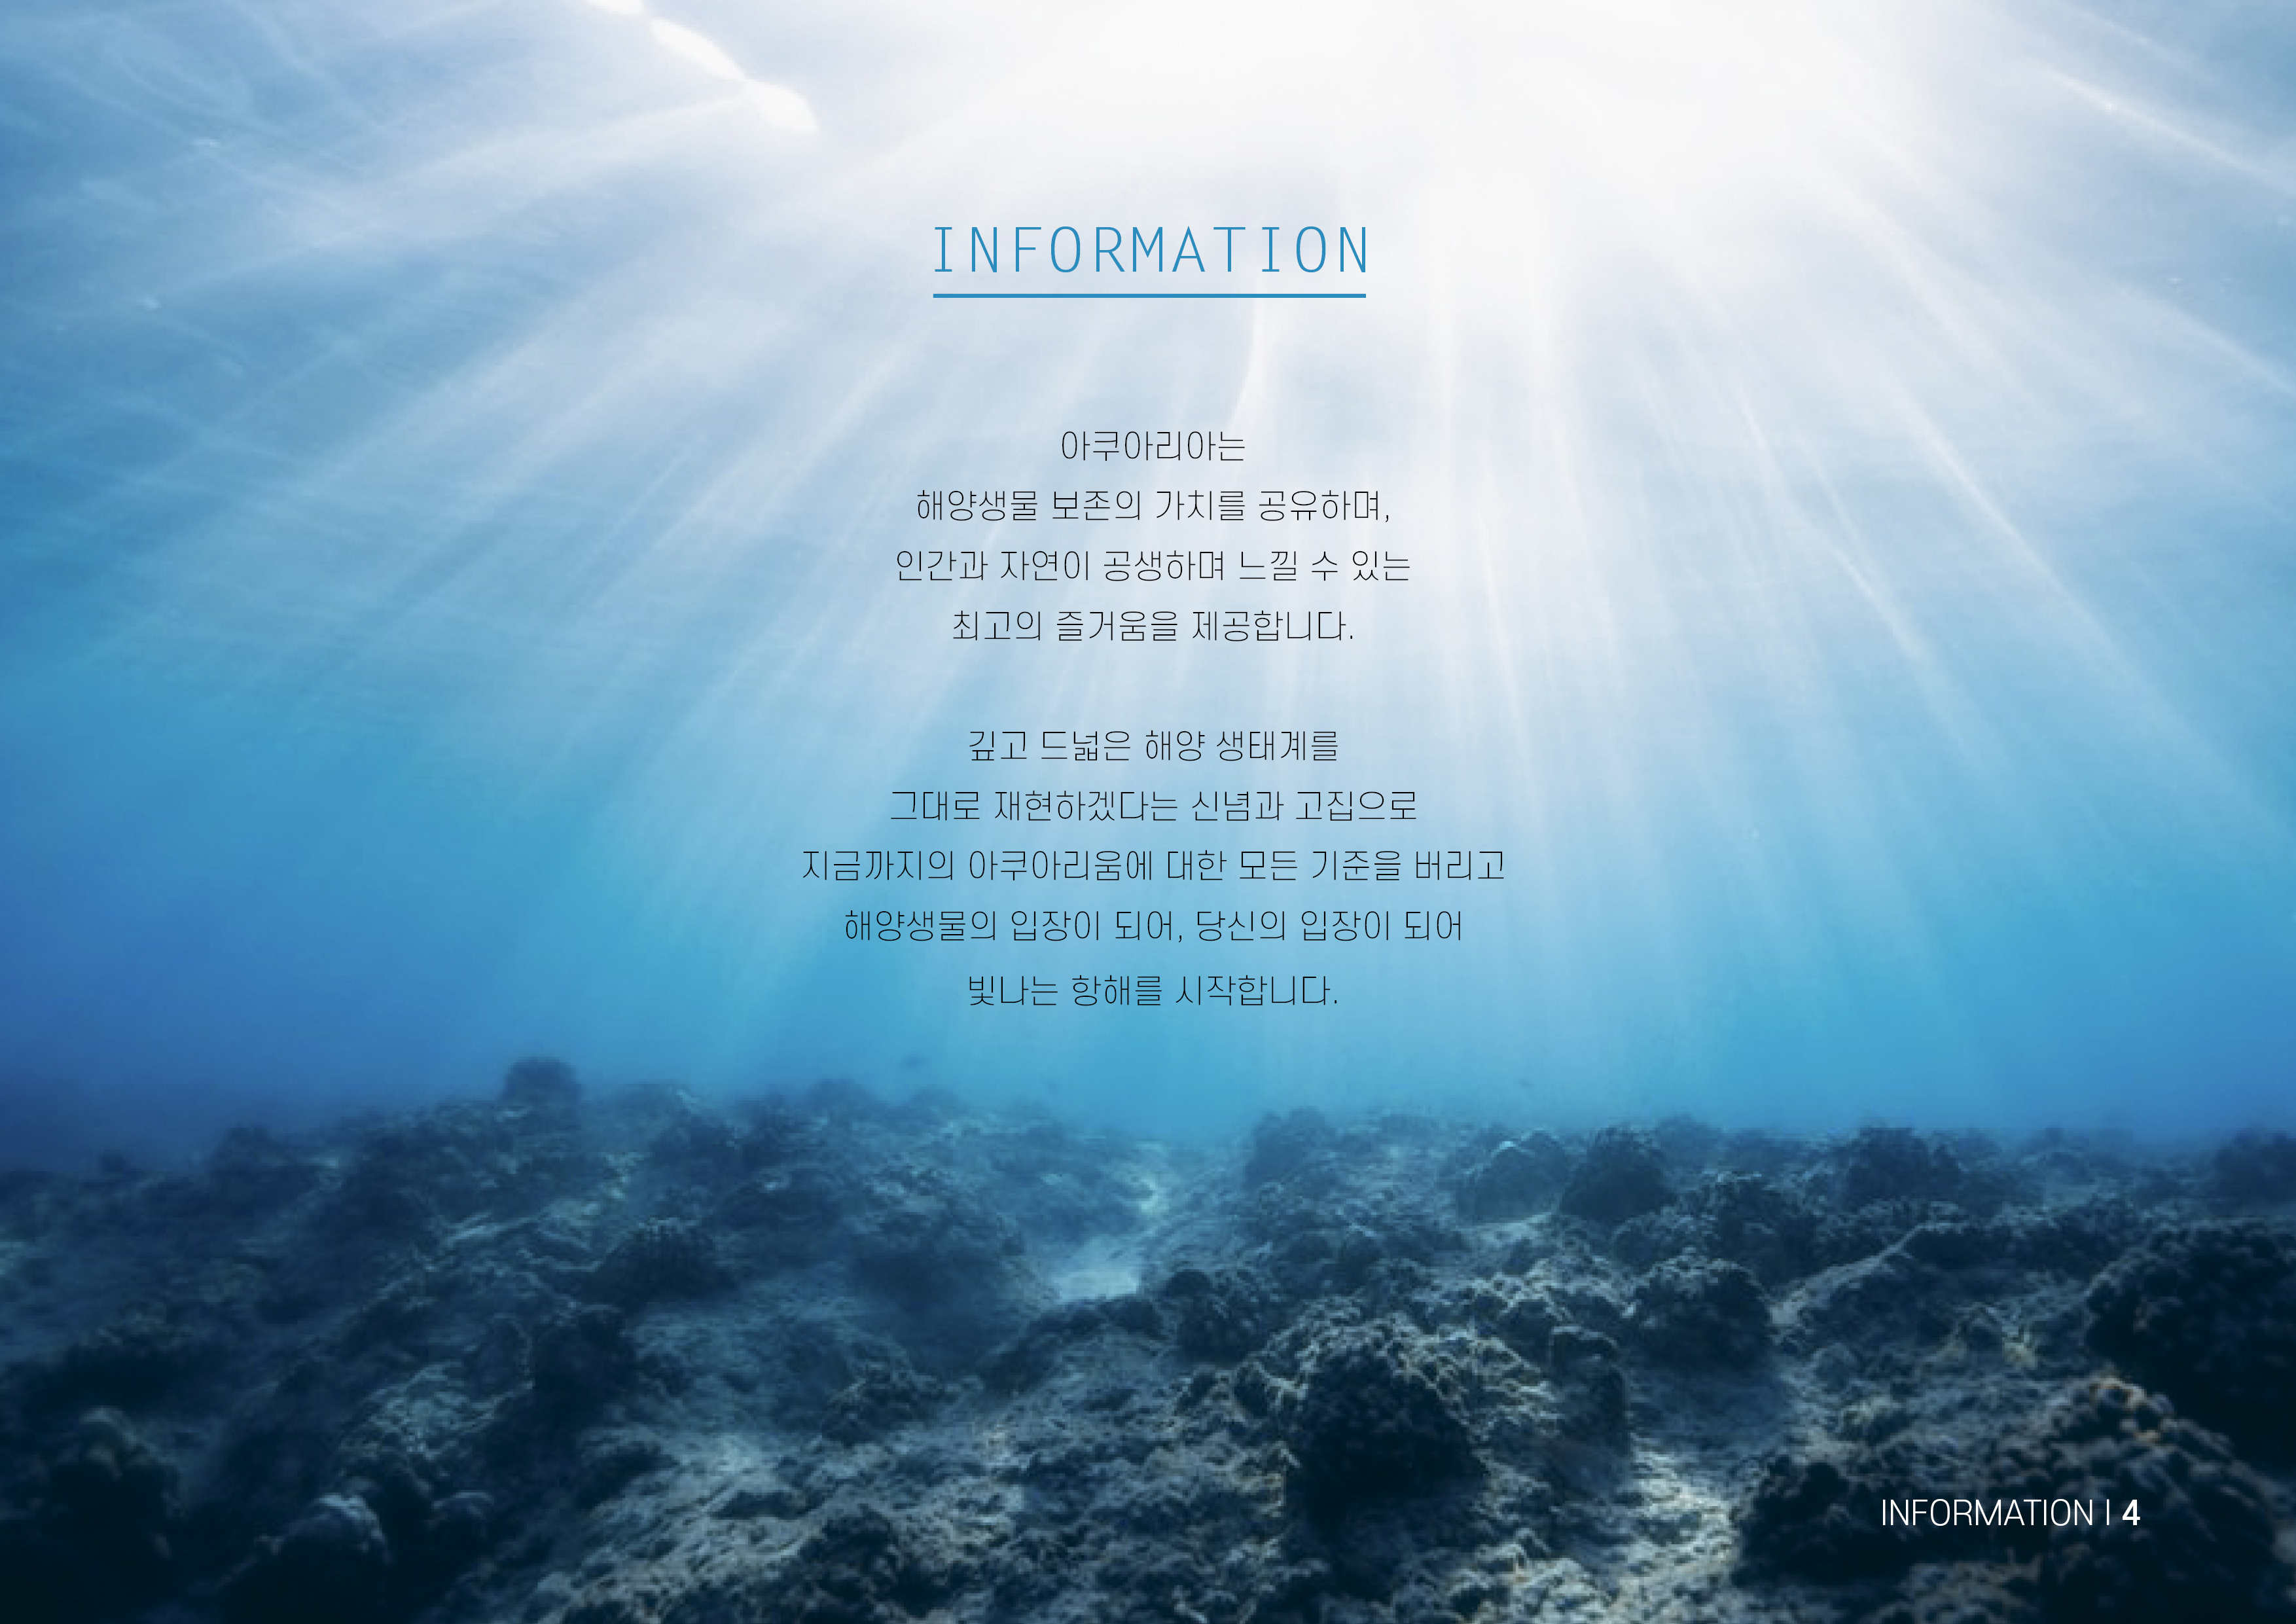 INFORMATION
아쿠아리아는
해양생물 보존의 가치를 공유하며,
인간과 자연이 공생하며 느낄 수 있는
최고의 즐거움을 제공합니다.
깊고 드넓은 해양 생태계를
그대로 재현하겠다는 신념과 고집으로
지금까지의 아쿠아리움에 대한 모든 기준을 버리고
해양생물의 입장이 되어, 당신의 입장이 되어
빛나는 항해를 시작합니다.
INFORMATION | 4